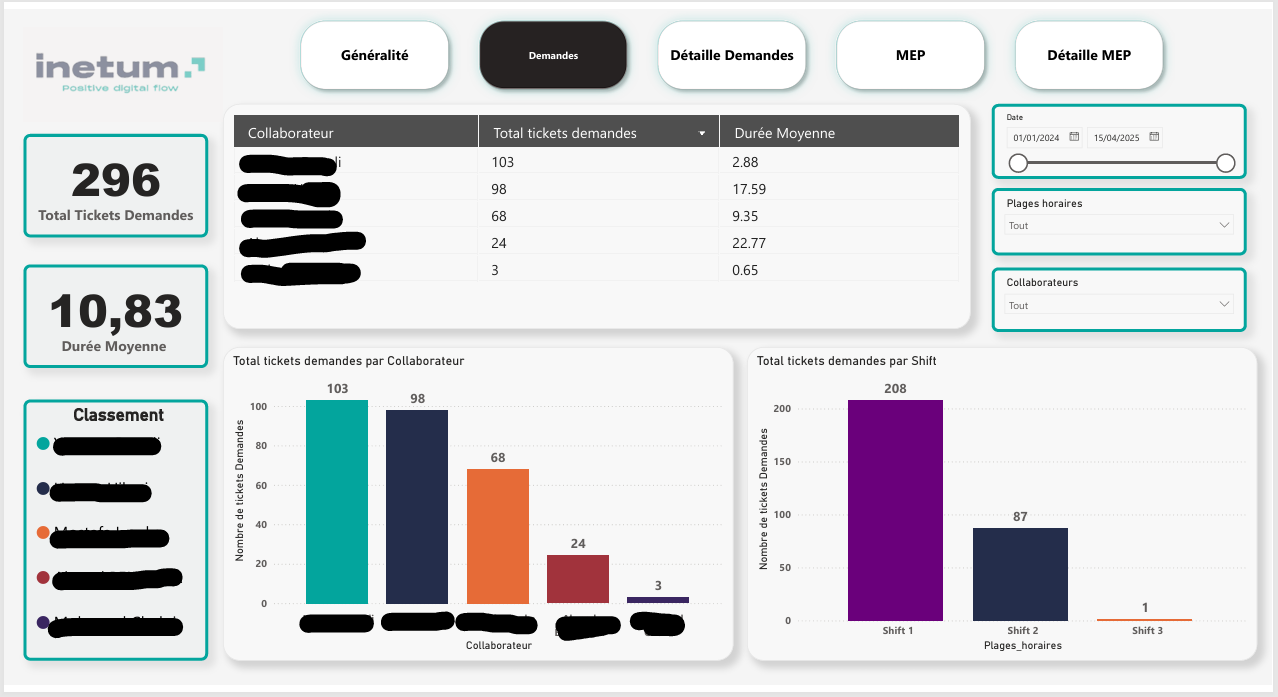 inetum
Positive digital flow
Généralité
Demandes
Détaille Demandes
MEP
Détaille MEP
296
Total Tickets Demandes
10,83
Durée Moyenne
Classement
Collaborateur Total tickets demandes Durée Moyenne
103 2.88
98 17.59
68 9.35
24 22.77
3 0.65
Date
01/01/2024 15/04/2025
Plages horaires
Tout
Collaborateurs
Tout
Total tickets demandes par Collaborateur
Nombre de tickets Demandes
100
80
60
40
20
0
103
98
68
24
3
Collaborateur
Total tickets demandes par Shift
Nombre de tickets Demandes
200
150
100
50
0
208
87
1
Shift 1 Shift 2 Shift 3
Plages_horaires